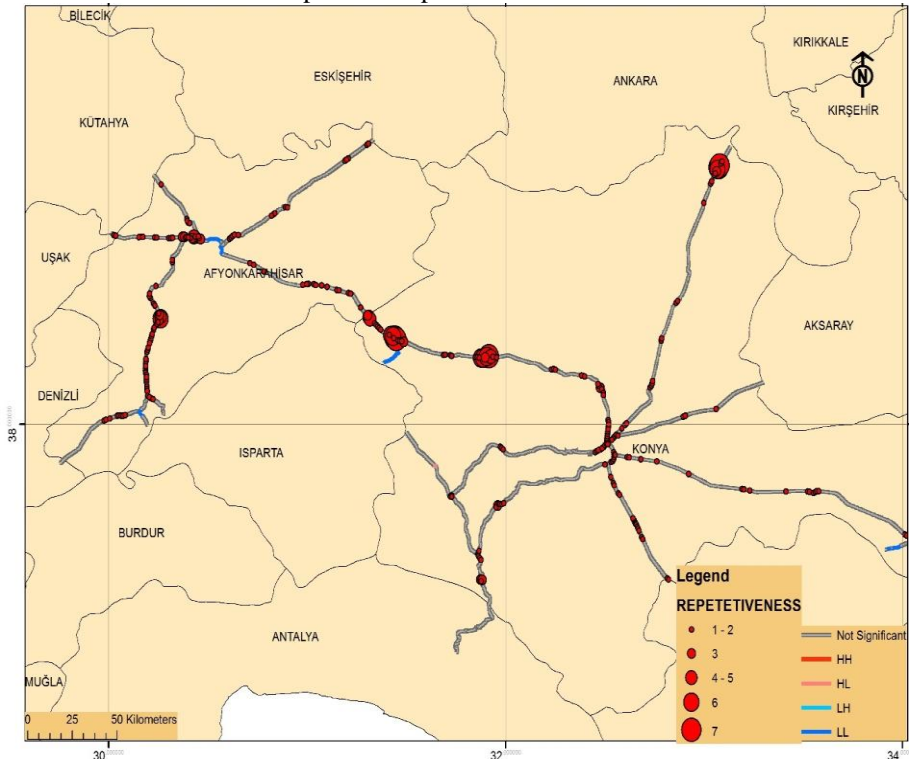 BİLECİK
KIRIKKALE
ESKİŞEHİR
ANKARA
N
KIRŞEHİR
KÜTAHYA
UŞAK
AFYONKARAHİSAR
AKSARAY
DENİZLİ
38
ISPARTA
KONYA
BURDUR
Legend
REPETETIVENESS
1 - 2
Not Significant
ANTALYA
3
HH
4 - 5
HL
MUĞLA
6
LH
0 25 50 Kilometers
7
LL
30
32
34